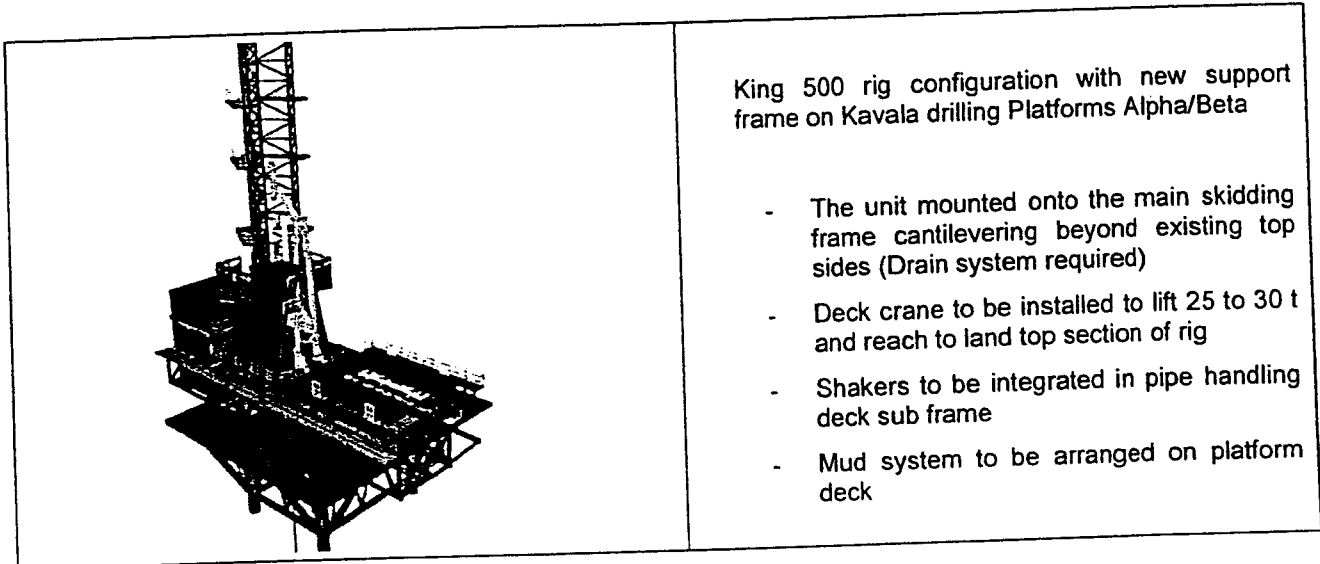 King 500 rig configuration with new support
frame on Kavala drilling Platforms Alpha/Beta
- The unit mounted onto the main skidding
frame cantilevering beyond existing top
sides (Drain system required)
- Deck crane to be installed to lift 25 to 30 t
and reach to land top section of rig
- Shakers to be integrated in pipe handling
deck sub frame
- Mud system to be arranged on platform
deck